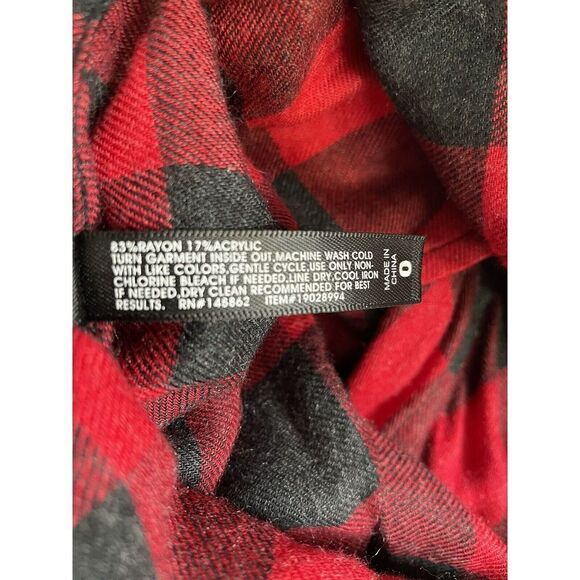 83%RAYON 17%ACRYLIC
TURN GARMENT INSIDE OUT,MACHINE WASH COLD
WITH LIKE COLORS,GENTLE CYCLE,USE ONLY NON-
CHLORINE BLEACH IF NEEDED,LINE DRY,COOL IRON
IF NEEDED,DRY CLEAN RECOMMENDED FOR BEST
RESULTS. RN#148862 ITEM#19028994
MADE IN
CHINA
0